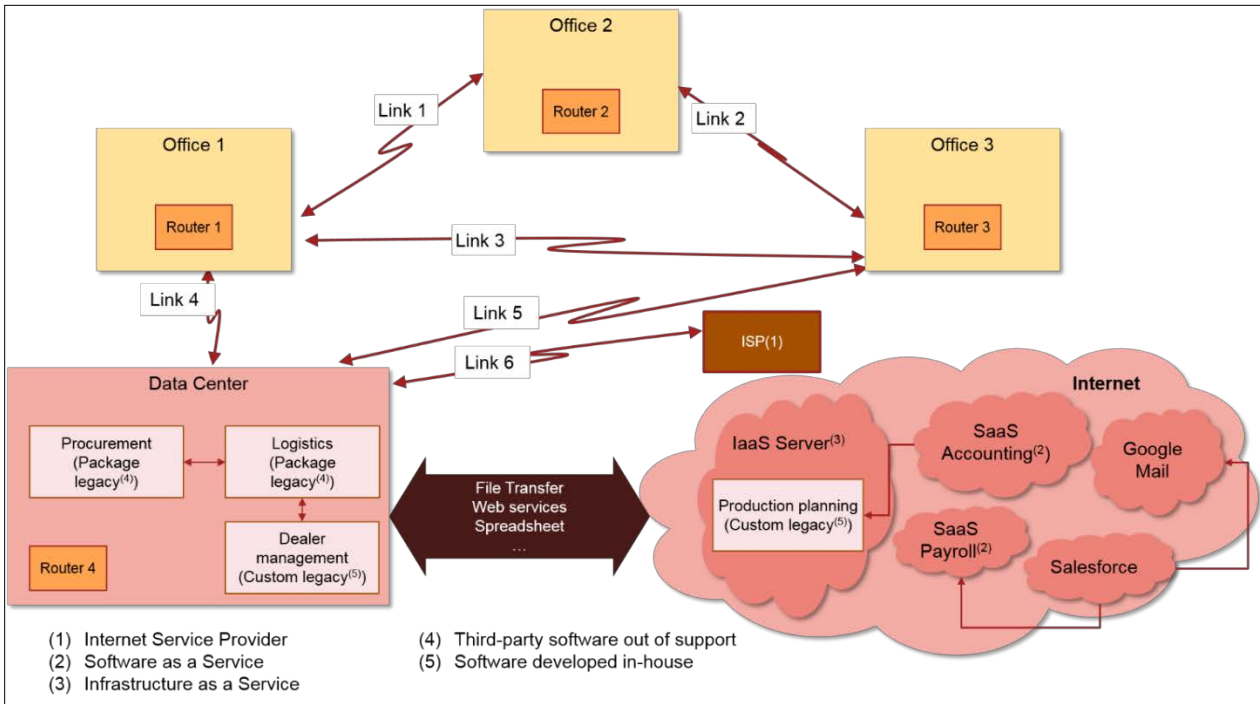 Office 2
Link 1
Router 2
Link 2
Office 1
Office 3
Router 1
Link 3
Router 3
Link 4
Link 5
ISP(1)
Link 6
Data Center
Internet
Procurement
(Package
legacy(4))
Logistics
(Package
legacy(4))
Dealer
management
(Custom legacy(5))
Router 4
File Transfer
Web services
Spreadsheet
...
IaaS Server(3)
Production planning
(Custom legacy(5))
SaaS
Accounting(2)
Google
Mail
SaaS
Payroll(2)
Salesforce
(1) Internet Service Provider
(2) Software as a Service
(3) Infrastructure as a Service
(4) Third-party software out of support
(5) Software developed in-house